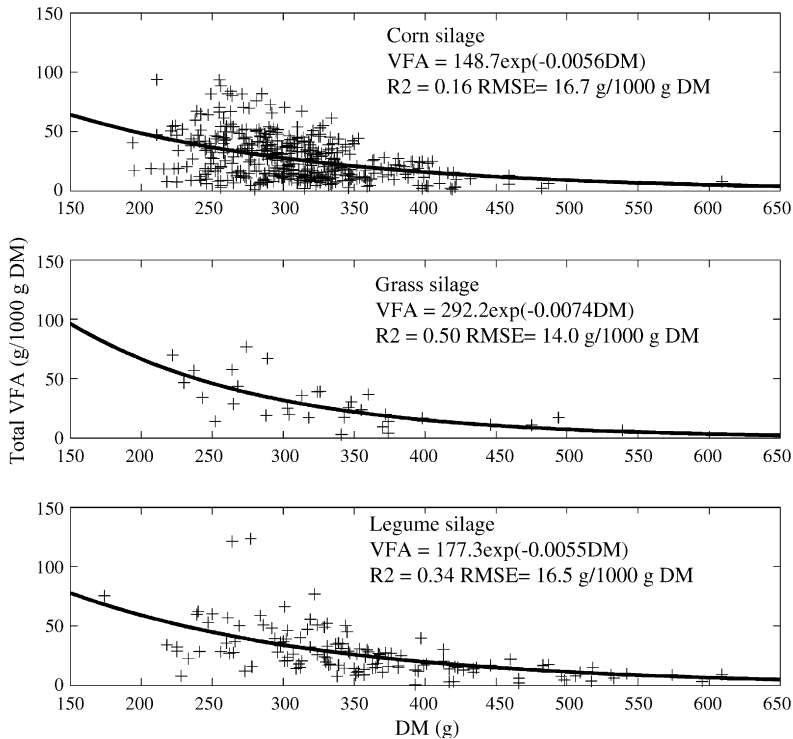 150
Corn silage
VFA = 148.7exp(-0.0056DM)
R2 = 0.16 RMSE= 16.7 g/1000 g DM
100
50
0
150 200 250 300 350 400 450 500 550 600 650
Total VFA (g/1000 g DM)
150
Grass silage
VFA = 292.2exp(-0.0074DM)
R2 = 0.50 RMSE= 14.0 g/1000 g DM
100
50
0
150 200 250 300 350 400 450 500 550 600 650
150
Legume silage
VFA = 177.3exp(-0.0055DM)
R2 = 0.34 RMSE= 16.5 g/1000 g DM
100
50
0
150 200 250 300 350 400 450 500 550 600 650
DM (g)